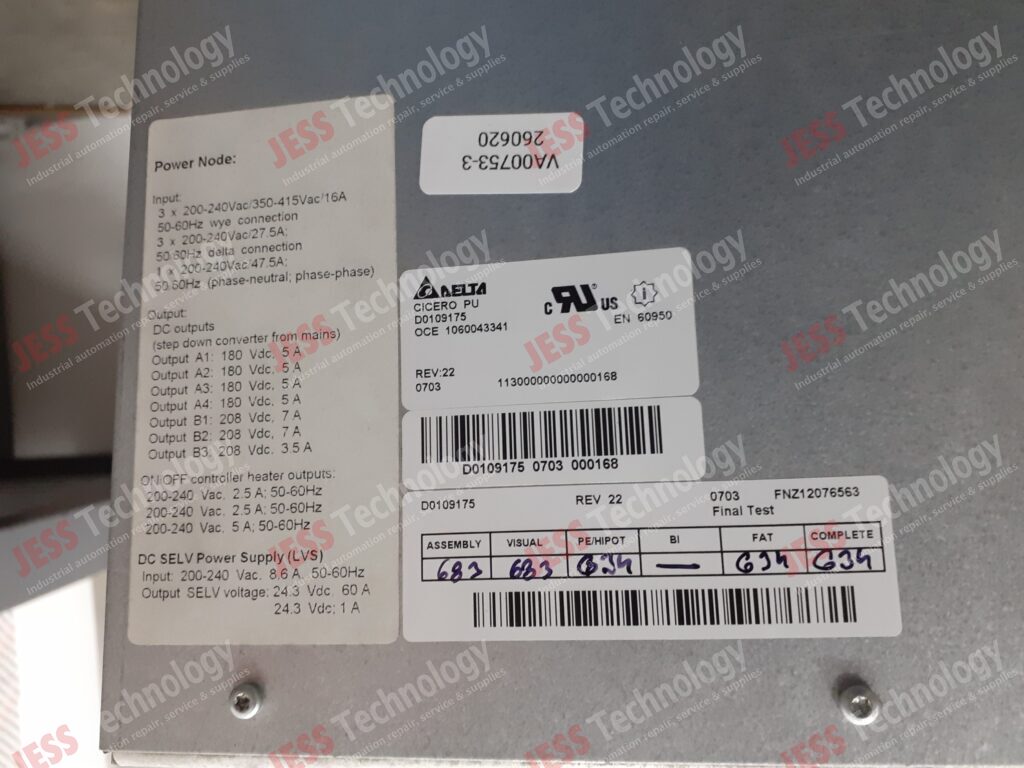 Power Node:
Input:
3 x 200-240Vac/350-415Vac/16A
50-60Hz wye connection
3 x 200-240Vac/27.5A:
50-60Hz delta connection
200-240Vac/47.5A:
50-60Hz (phase-neutral; phase-phase)
Output:
DC outputs
(step down converter from mains)
Output A1: 180 Vdc, 5 A
Output A2: 180 Vdc, 5 A
Output A3: 180 Vdc, 5 A
Output A4: 180 Vdc, 5 A
Output B1: 208 Vdc, 7 A
Output B2: 208 Vdc, 7 A
Output B3: 208 Vdc. 3.5 A
ON/OFF controller heater outputs:
200-240 Vac. 2.5 A; 50-60Hz
200-240 Vac. 2.5 A; 50-60Hz
200-240 Vac. 5 A; 50-60Hz
DC SELV Power Supply (LVS)
Input: 200-240 Vac. 8.6 A. 50-60Hz
Output SELV voltage: 24.3 Vdc; 60 A
24.3 Vdc; 1 A
VA00753-3
260620
DELTA
CICERO PU
D0109175
OCE 1060043341
c RU ® US
EN 60950
REV:22
0703
113000000000000168
D0109175 0703 000168
D0109175 REV 22 0703 FNZ12076563
Final Test
ASSEMBLY VISUAL PE/HIPOT BI FAT COMPLETE
683 683 G34 — G34 G34
JESS Technology
Industrial automation repair, service & supplies